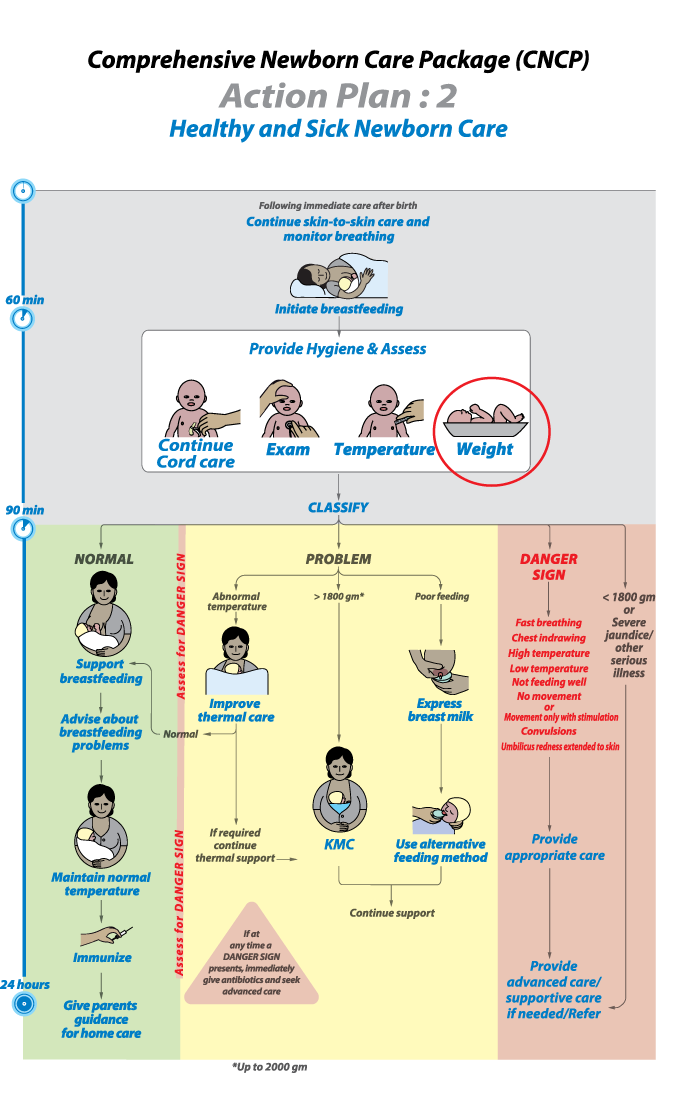 Comprehensive Newborn Care Package (CNCP)
Action Plan : 2
Healthy and Sick Newborn Care
Following immediate care after birth
Continue skin-to-skin care and
monitor breathing
Initiate breastfeeding
60 min
Provide Hygiene & Assess
Continue
Cord care
Exam
Temperature
Weight
90 min
CLASSIFY
NORMAL
Support
breastfeeding
Advise about
breastfeeding
problems
Maintain normal
temperature
Immunize
Give parents
guidance
for home care
24 hours
Assess for DANGER SIGN
Assess for DANGER SIGN
PROBLEM
Abnormal
temperature
Improve
thermal care
Normal
If required
continue
thermal support
> 1800 gm*
KMC
Poor feeding
Express
breast milk
Use alternative
feeding method
Continue support
If at
any time a
DANGER SIGN
presents, immediately
give antibiotics and seek
advanced care
DANGER
SIGN
Fast breathing
Chest indrawing
High temperature
Low temperature
Not feeding well
No movement
or
Movement only with stimulation
Convulsions
Umbilicus redness extended to skin
Provide
appropriate care
Provide
advanced care/
supportive care
if needed/Refer
< 1800 gm
or
Severe
jaundice/
other
serious
illness
*Up to 2000 gm